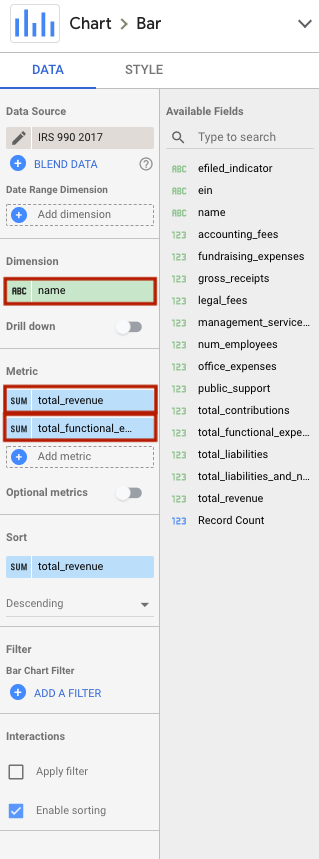 Chart > Bar
DATA
STYLE
Data Source
IRS 990 2017
BLEND DATA
Date Range Dimension
Add dimension
Dimension
ABC name
Drill down
Metric
SUM total_revenue
SUM total_functional_e...
Add metric
Optional metrics
Sort
SUM total_revenue
Descending
Filter
Bar Chart Filter
ADD A FILTER
Interactions
Apply filter
Enable sorting
Available Fields
Type to search
ABC efiled_indicator
ABC ein
ABC name
123 accounting_fees
123 fundraising_expenses
123 gross_receipts
123 legal_fees
123 management_service...
123 num_employees
123 office_expenses
123 public_support
123 total_contributions
123 total_functional_expe...
123 total_liabilities
123 total_liabilities_and_n...
123 total_revenue
123 Record Count